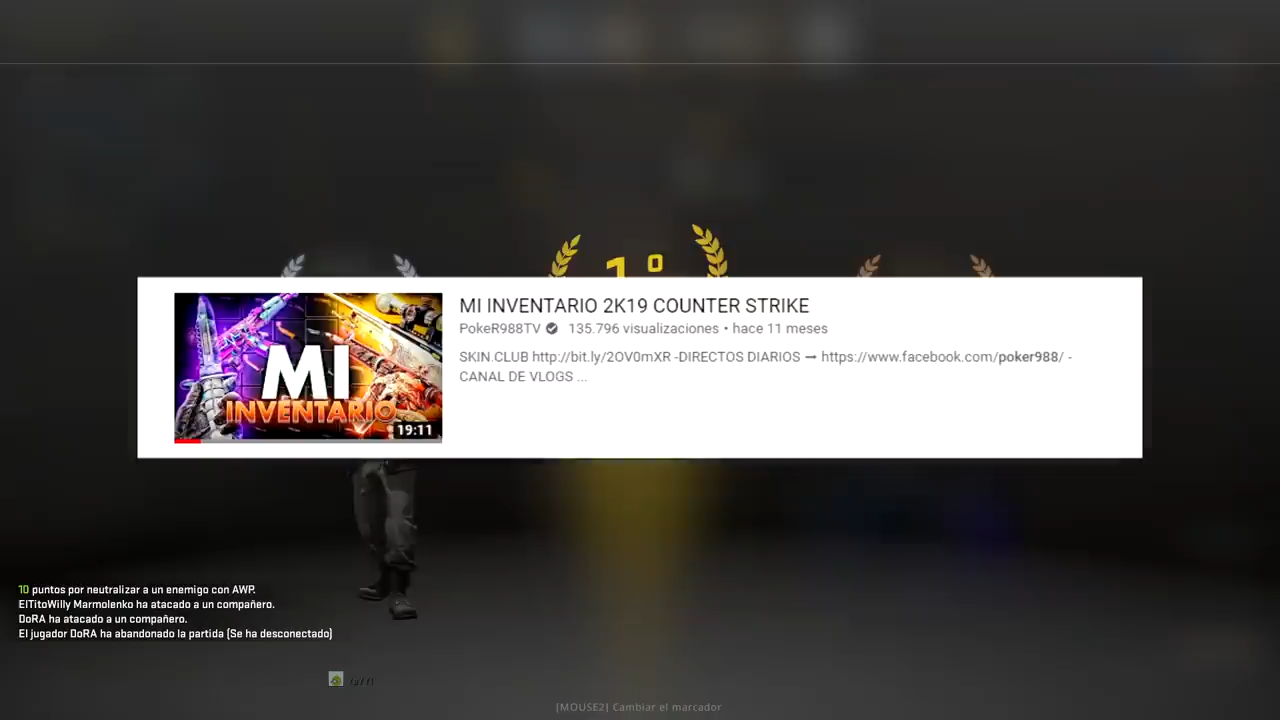 1º
MI INVENTARIO 2K19 COUNTER STRIKE
PokeR988TV 135.796 visualizaciones • hace 11 meses
SKIN.CLUB http://bit.ly/2OV0mXR -DIRECTOS DIARIOS → https://www.facebook.com/poker988/ -
CANAL DE VLOGS ...
MI
INVENTARIO
19:11
10 puntos por neutralizar a un enemigo con AWP.
ElTitoWilly Marmolenko ha atacado a un compañero.
DoRA ha atacado a un compañero.
El jugador DoRA ha abandonado la partida (Se ha desconectado)
[MOUSE2] Cambiar el marcador